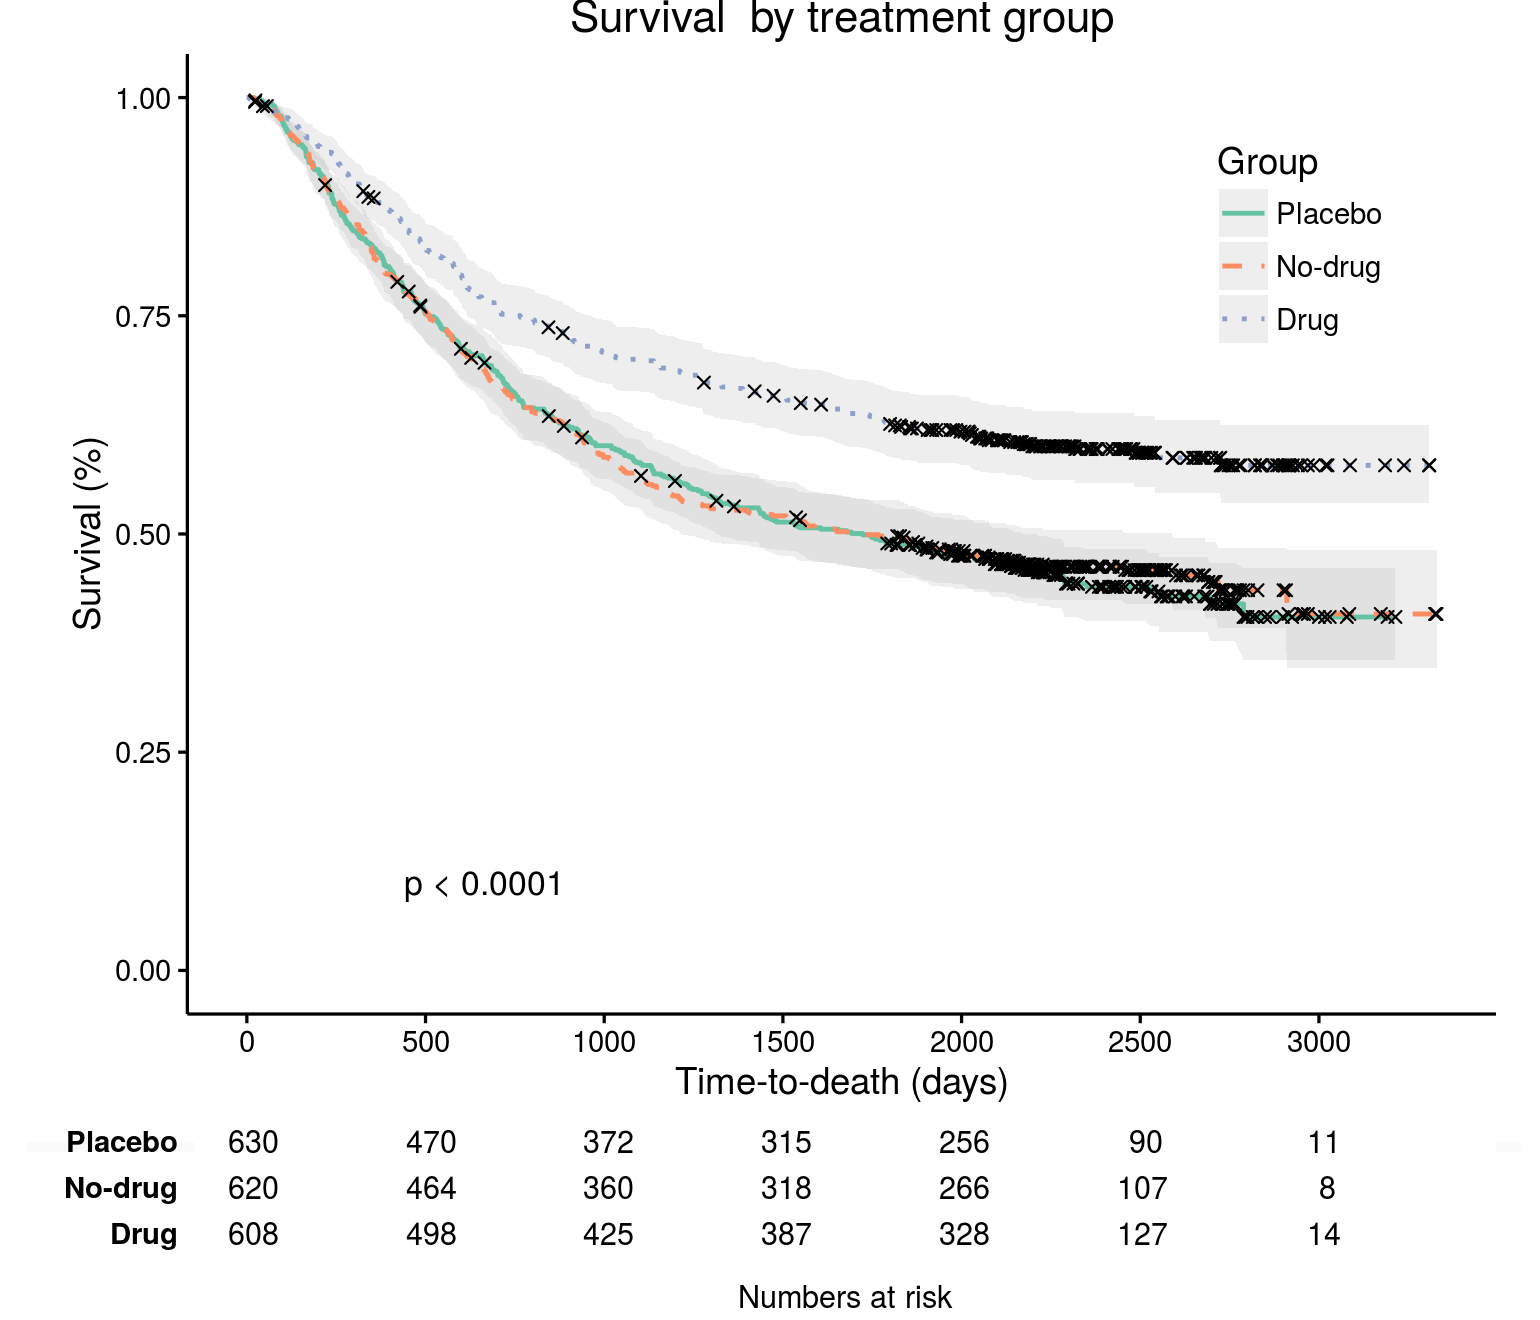 Survival  by treatment group
1.00
0.75
0.50
0.25
0.00
Survival (%)
Group
Placebo
No-drug
Drug
p < 0.0001
0 500 1000 1500 2000 2500 3000
Time-to-death (days)
Placebo 630 470 372 315 256 90 11
No-drug 620 464 360 318 266 107 8
Drug 608 498 425 387 328 127 14
Numbers at risk